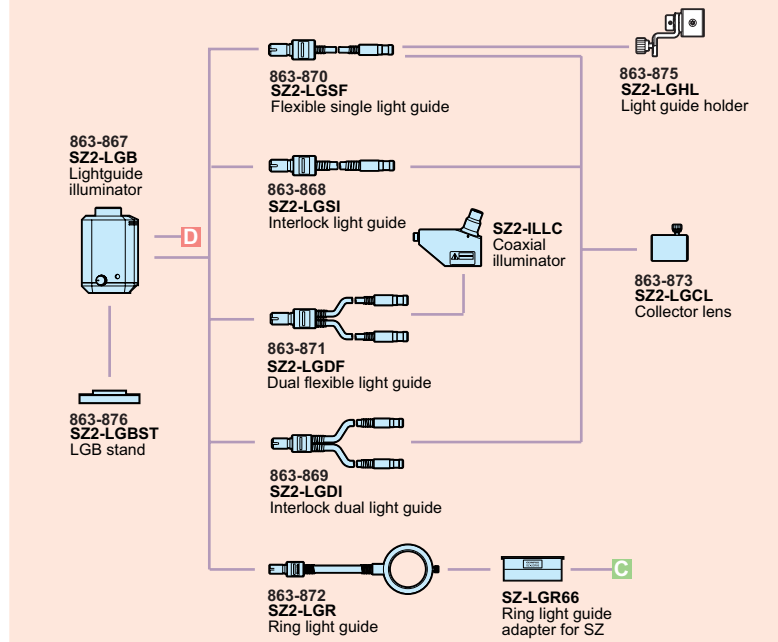 863-870
SZ2-LGSF
Flexible single light guide
863-875
SZ2-LGHL
Light guide holder
863-867
SZ2-LGB
Lightguide
illuminator
D
863-868
SZ2-LGSI
Interlock light guide
SZ2-ILLC
Coaxial
illuminator
863-873
SZ2-LGCL
Collector lens
863-871
SZ2-LGDF
Dual flexible light guide
863-876
SZ2-LGBST
LGB stand
863-869
SZ2-LGDI
Interlock dual light guide
863-872
SZ2-LGR
Ring light guide
SZ-LGR66
Ring light guide
adapter for SZ
C